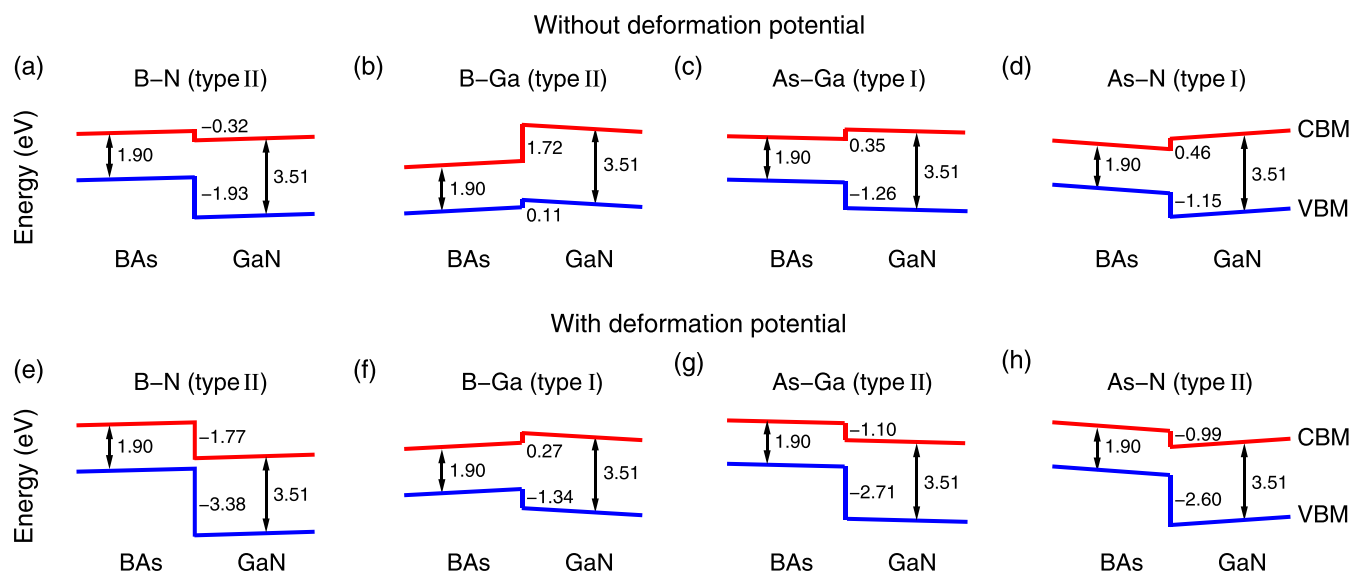 Without deformation potential
(a) B−N (type II)
(b) B−Ga (type II)
(c) As−Ga (type I)
(d) As−N (type I)
Energy (eV)
−0.32
1.90
−1.93
3.51
BAs GaN
1.72
1.90
3.51
0.11
BAs GaN
0.35
1.90
3.51
−1.26
BAs GaN
CBM
0.46
1.90
3.51
−1.15
VBM
BAs GaN
With deformation potential
(e) B−N (type II)
(f) B−Ga (type I)
(g) As−Ga (type II)
(h) As−N (type II)
Energy (eV)
−1.77
1.90
−3.38
3.51
BAs GaN
0.27
1.90
3.51
−1.34
BAs GaN
−1.10
1.90
3.51
−2.71
BAs GaN
CBM
−0.99
1.90
3.51
−2.60
VBM
BAs GaN